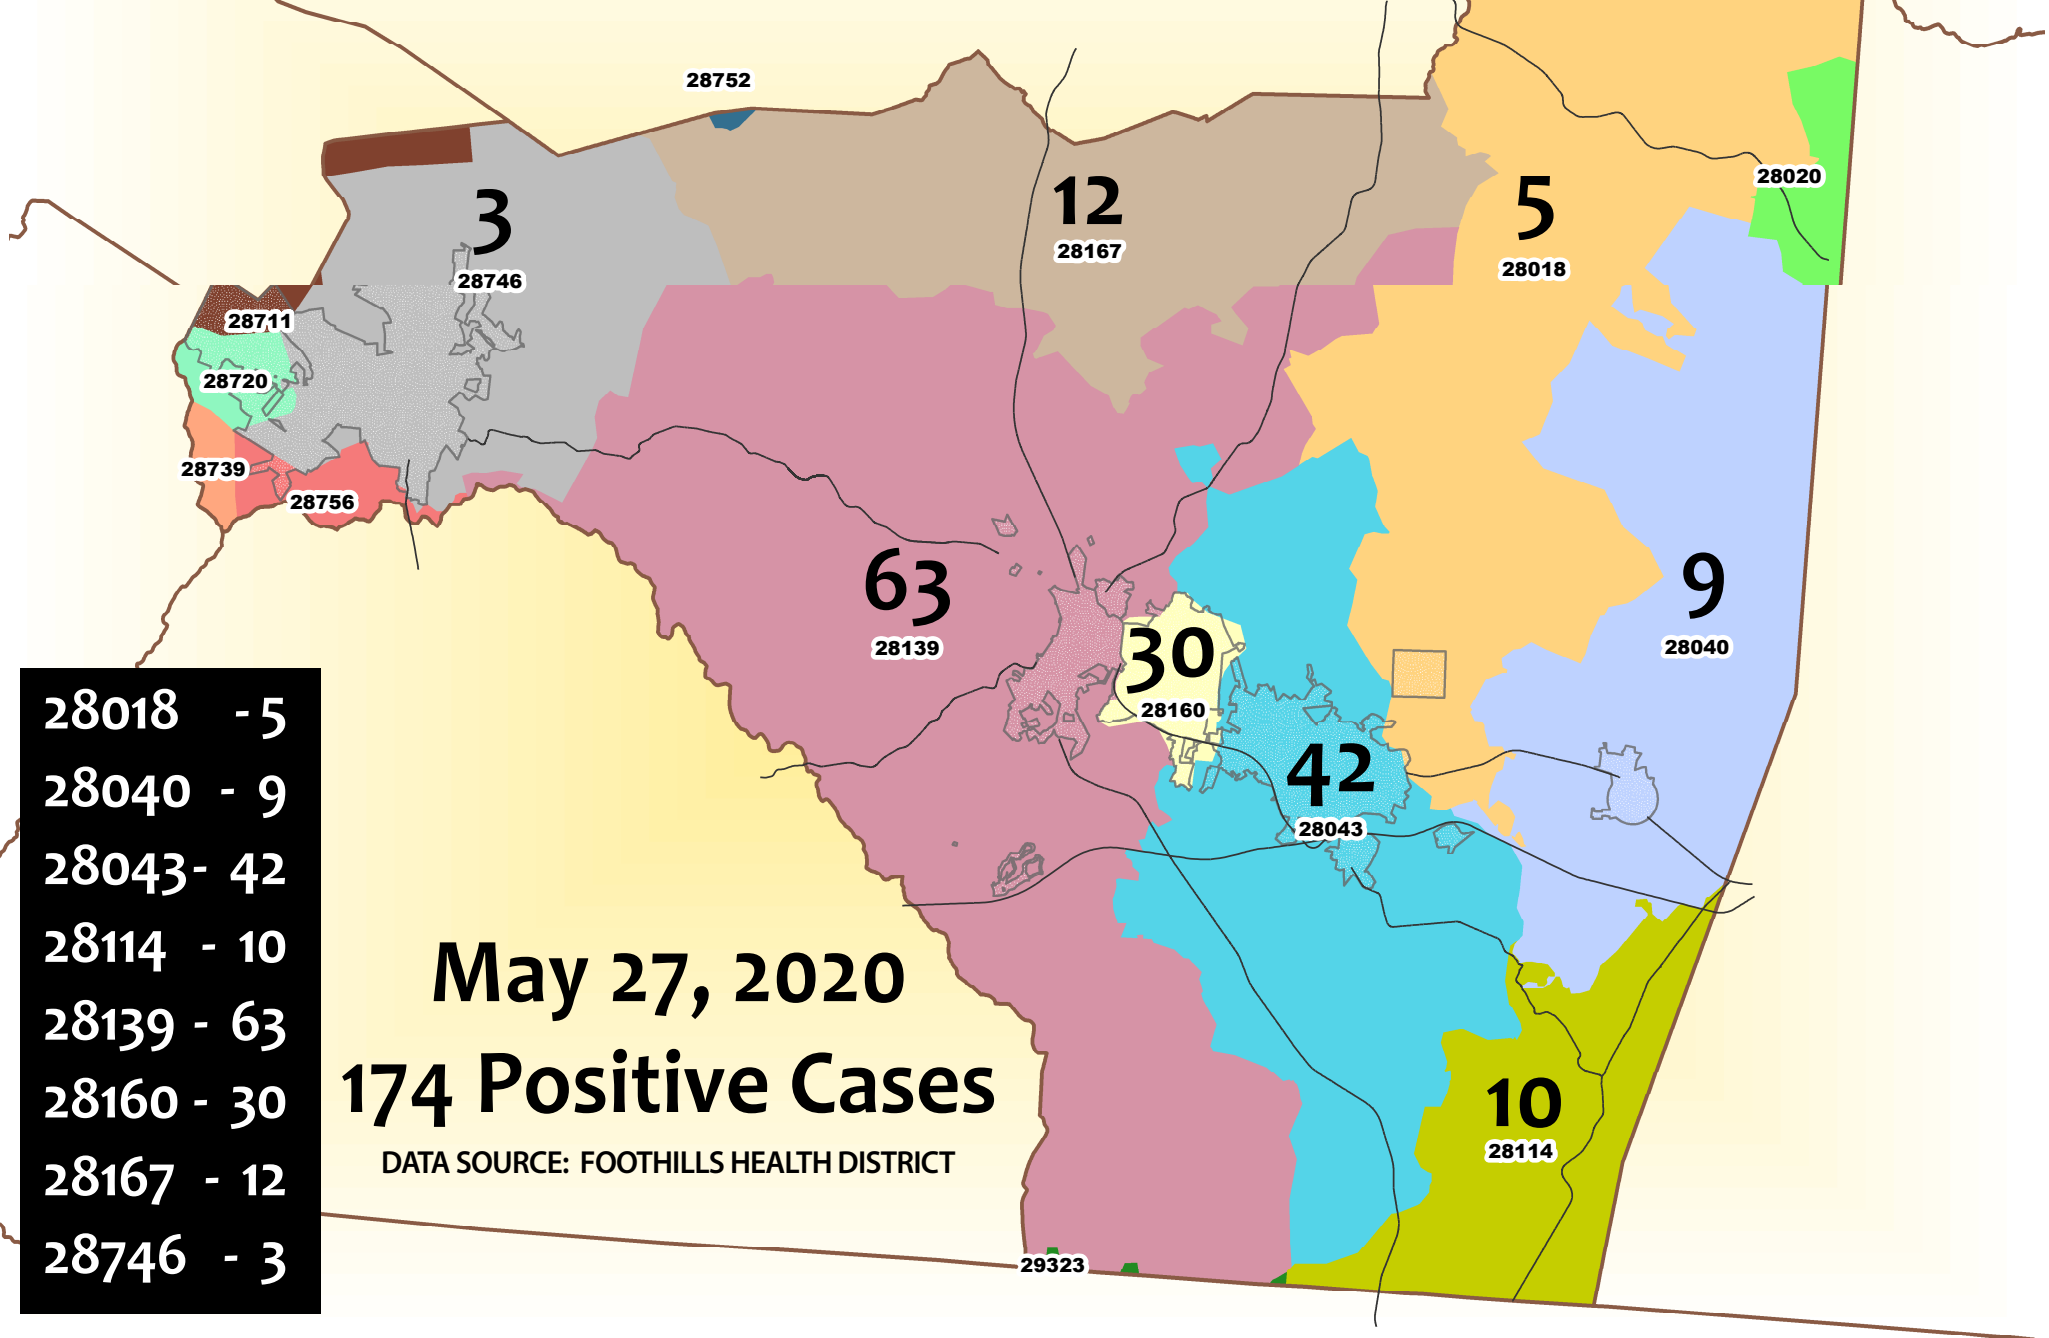 28752
28020
3
28746
12
28167
5
28018
28711
28720
28739
28756
63
28139
30
28160
9
28040
42
28043
28018 - 5
28040 - 9
28043- 42
28114 - 10
28139 - 63
28160 - 30
28167 - 12
28746 - 3
May 27, 2020
174 Positive Cases
DATA SOURCE: FOOTHILLS HEALTH DISTRICT
10
28114
29323